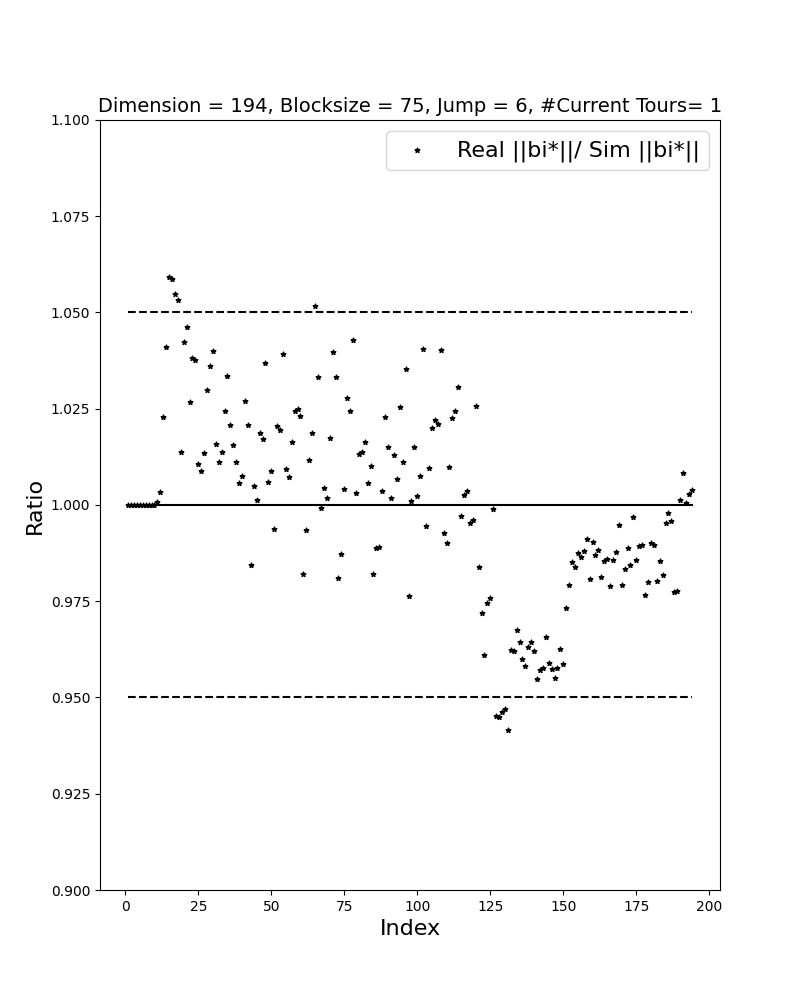 Dimension = 194, Blocksize = 75, Jump = 6, #Current Tours= 1
Real ||bi*||/ Sim ||bi*||
1.100
1.075
1.050
1.025
1.000
0.975
0.950
0.925
0.900
Ratio
0 25 50 75 100 125 150 175 200
Index